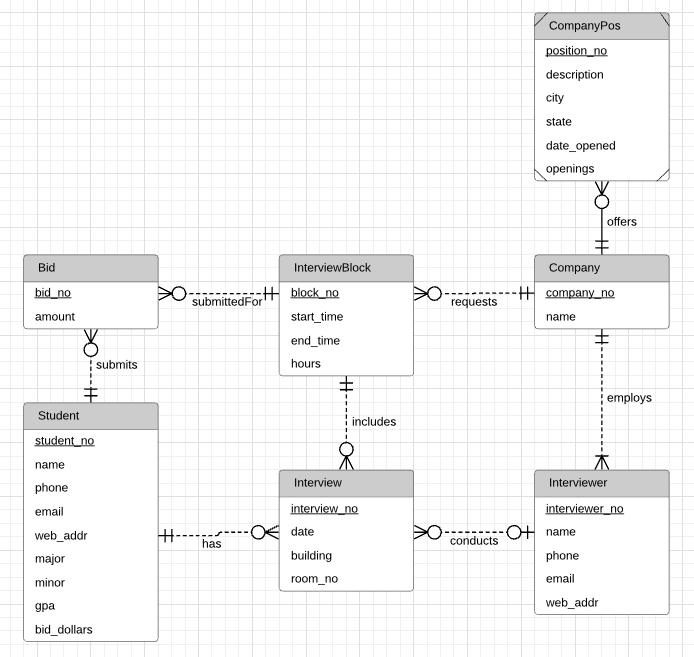 CompanyPos
position_no
description
city
state
date_opened
openings
offers
Bid
bid_no
amount
submittedFor
InterviewBlock
block_no
start_time
end_time
hours
requests
Company
company_no
name
submits
includes
employs
Student
student_no
name
phone
email
web_addr
major
minor
gpa
bid_dollars
has
Interview
interview_no
date
building
room_no
conducts
Interviewer
interviewer_no
name
phone
email
web_addr